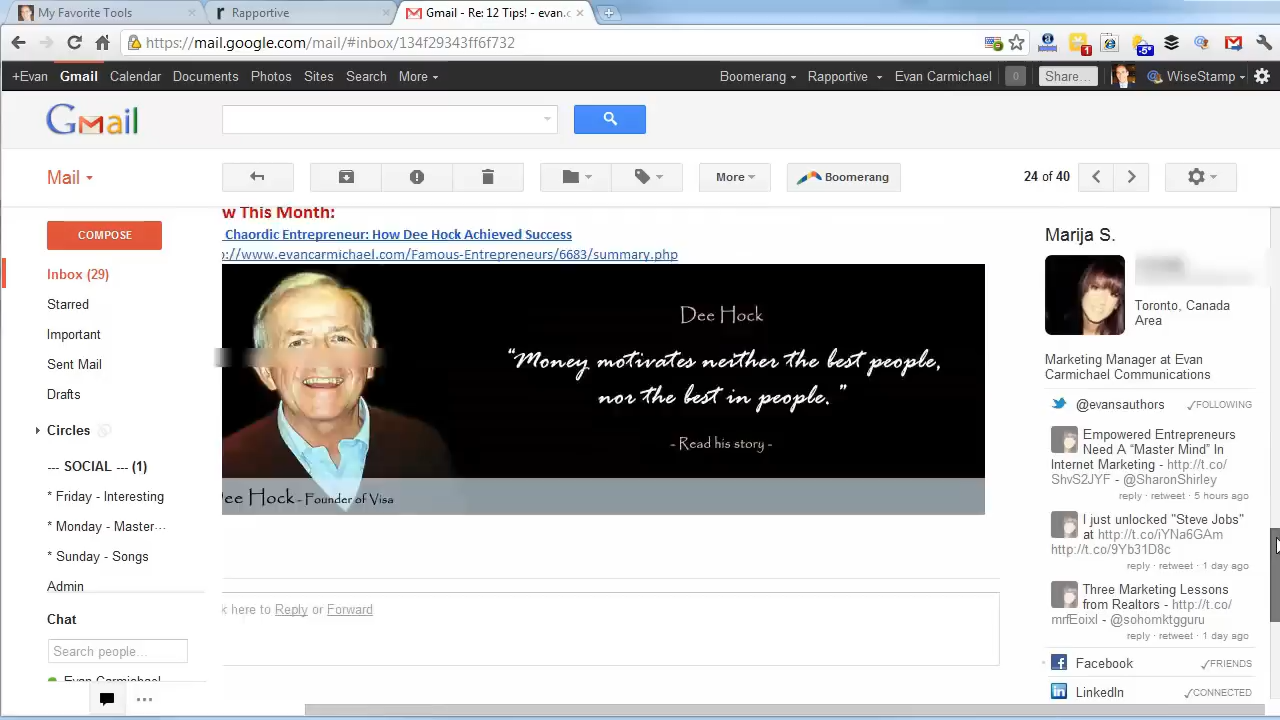 My Favorite Tools
Rapportive
Gmail - Re: 12 Tips! - evan.c
https://mail.google.com/mail/#inbox/134f29343ff6f732
+Evan Gmail Calendar Documents Photos Sites Search More
Boomerang Rapportive Evan Carmichael 0 Share... WiseStamp
Gmail
Mail
More
Boomerang
24 of 40
COMPOSE
Inbox (29)
Starred
Important
Sent Mail
Drafts
Circles
--- SOCIAL --- (1)
* Friday - Interesting
* Monday - Master...
* Sunday - Songs
Admin
Chat
Search people...
Evan Carmichael
w This Month:
Chaordic Entrepreneur: How Dee Hock Achieved Success
://www.evancarmichael.com/Famous-Entrepreneurs/6683/summary.php
Dee Hock
"Money motivates neither the best people,
nor the best in people."
- Read his story -
Dee Hock - Founder of Visa
here to Reply or Forward
Marija S.
Toronto, Canada
Area
Marketing Manager at Evan
Carmichael Communications
@evansauthors ✓FOLLOWING
Empowered Entrepreneurs
Need A “Master Mind” In
Internet Marketing - http://t.co/
ShvS2JYF - @SharonShirley
reply · retweet · 5 hours ago
I just unlocked "Steve Jobs"
at http://t.co/iYNa6GAm
http://t.co/9Yb31D8c
reply · retweet · 1 day ago
Three Marketing Lessons
from Realtors - http://t.co/
mrfEoixl - @sohomktgguru
reply · retweet · 1 day ago
Facebook ✓FRIENDS
LinkedIn ✓CONNECTED